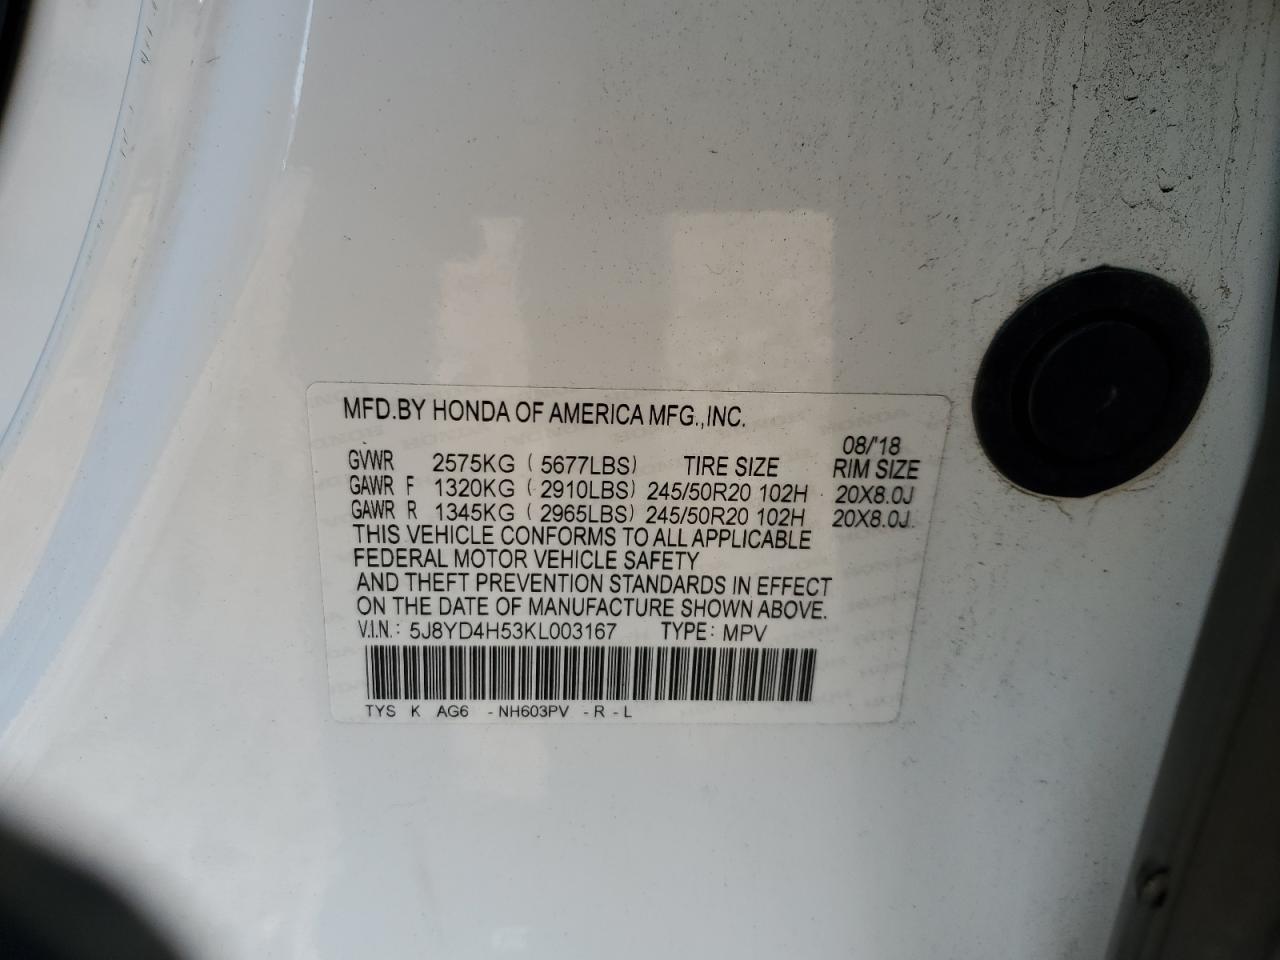 MFD.BY HONDA OF AMERICA MFG.,INC.
08/'18
GVWR 2575KG ( 5677LBS) TIRE SIZE RIM SIZE
GAWR F 1320KG ( 2910LBS) 245/50R20 102H 20X8.0J
GAWR R 1345KG ( 2965LBS) 245/50R20 102H 20X8.0J
THIS VEHICLE CONFORMS TO ALL APPLICABLE
FEDERAL MOTOR VEHICLE SAFETY
AND THEFT PREVENTION STANDARDS IN EFFECT
ON THE DATE OF MANUFACTURE SHOWN ABOVE.
V.I.N.: 5J8YD4H53KL003167 TYPE: MPV
TYS K AG6 -NH603PV -R-L